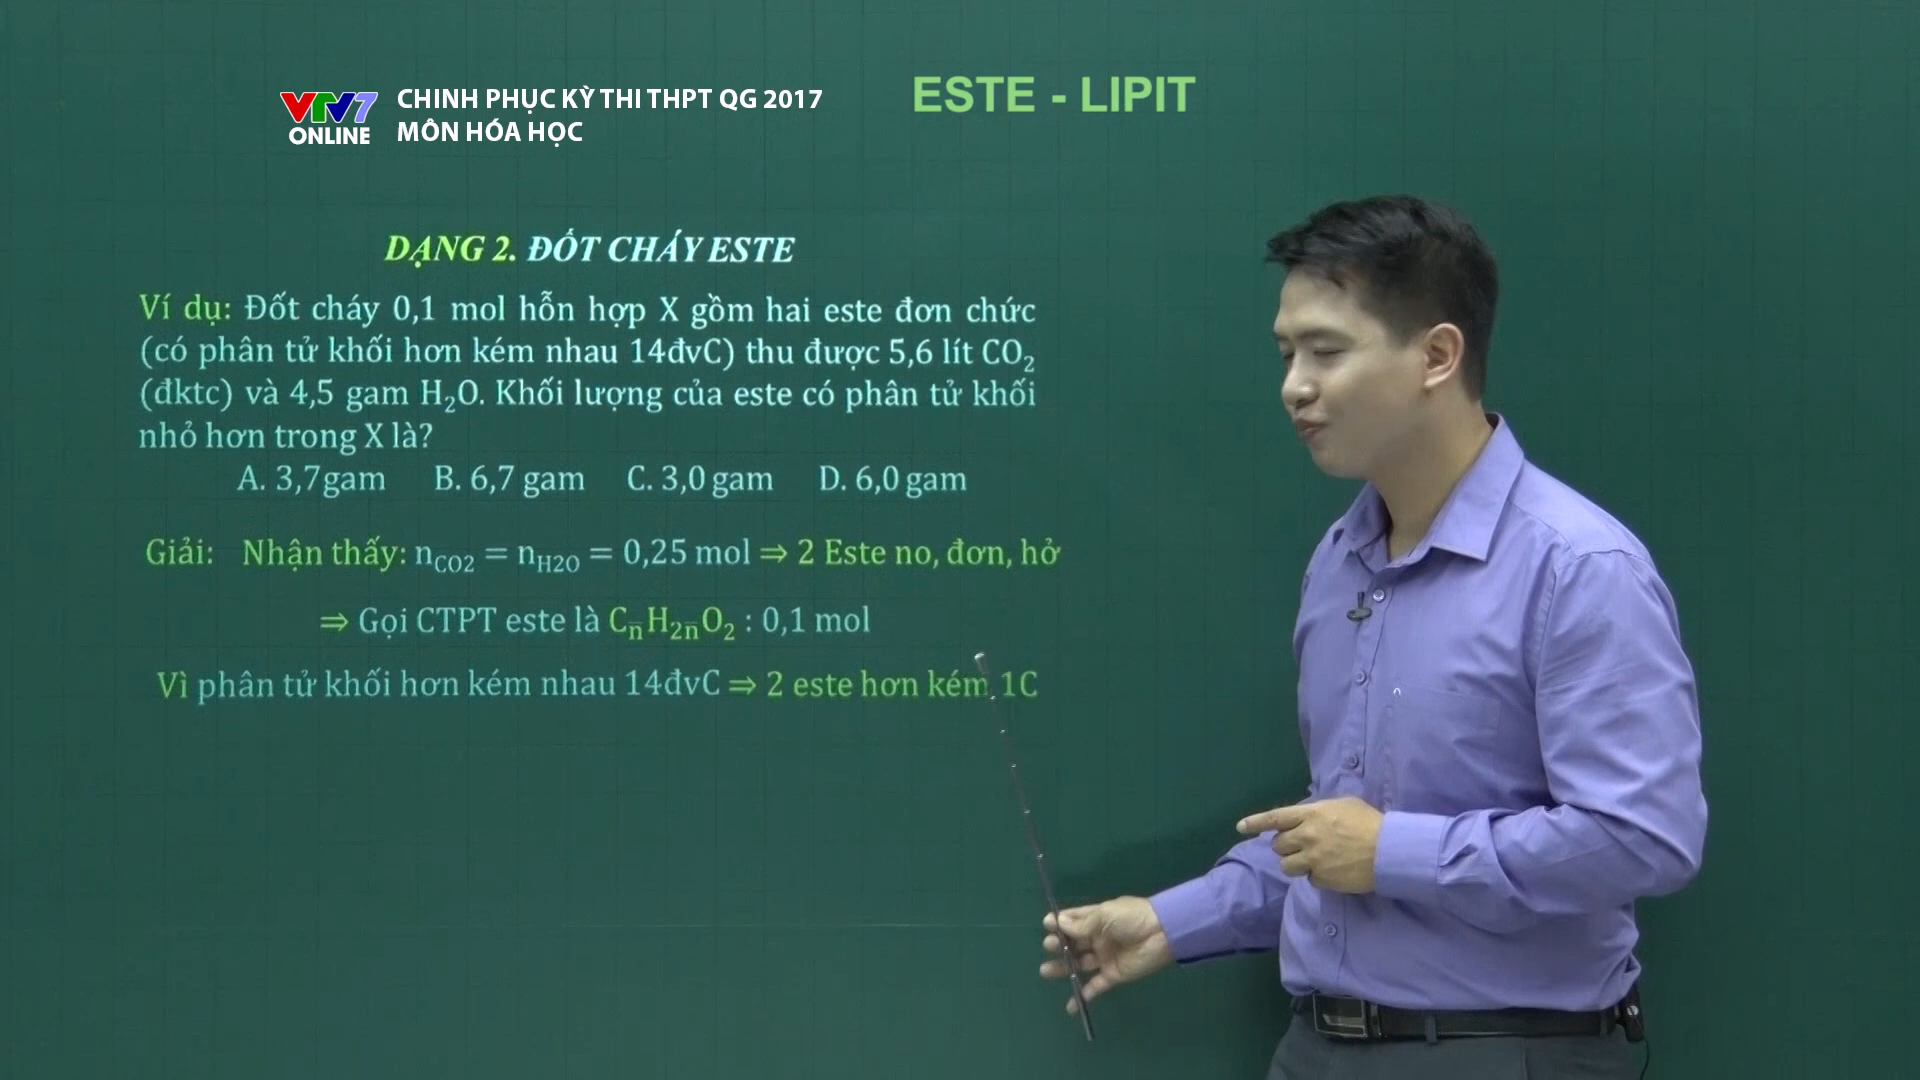 VTV7
ONLINE
CHINH PHỤC KỲ THI THPT QG 2017
MÔN HÓA HỌC
ESTE - LIPIT
DẠNG 2. ĐỐT CHÁY ESTE
Ví dụ: Đốt cháy 0,1 mol hỗn hợp X gồm hai este đơn chức
(có phân tử khối hơn kém nhau 14đvC) thu được 5,6 lít CO₂
(đktc) và 4,5 gam H₂O. Khối lượng của este có phân tử khối
nhỏ hơn trong X là?
A. 3,7gam B. 6,7 gam C. 3,0 gam D. 6,0 gam
Giải: Nhận thấy: n_CO2 = n_H2O = 0,25 mol ⇒ 2 Este no, đơn, hở
⇒ Gọi CTPT este là C_n̅H_2n̅O₂ : 0,1 mol
Vì phân tử khối hơn kém nhau 14đvC ⇒ 2 este hơn kém 1C